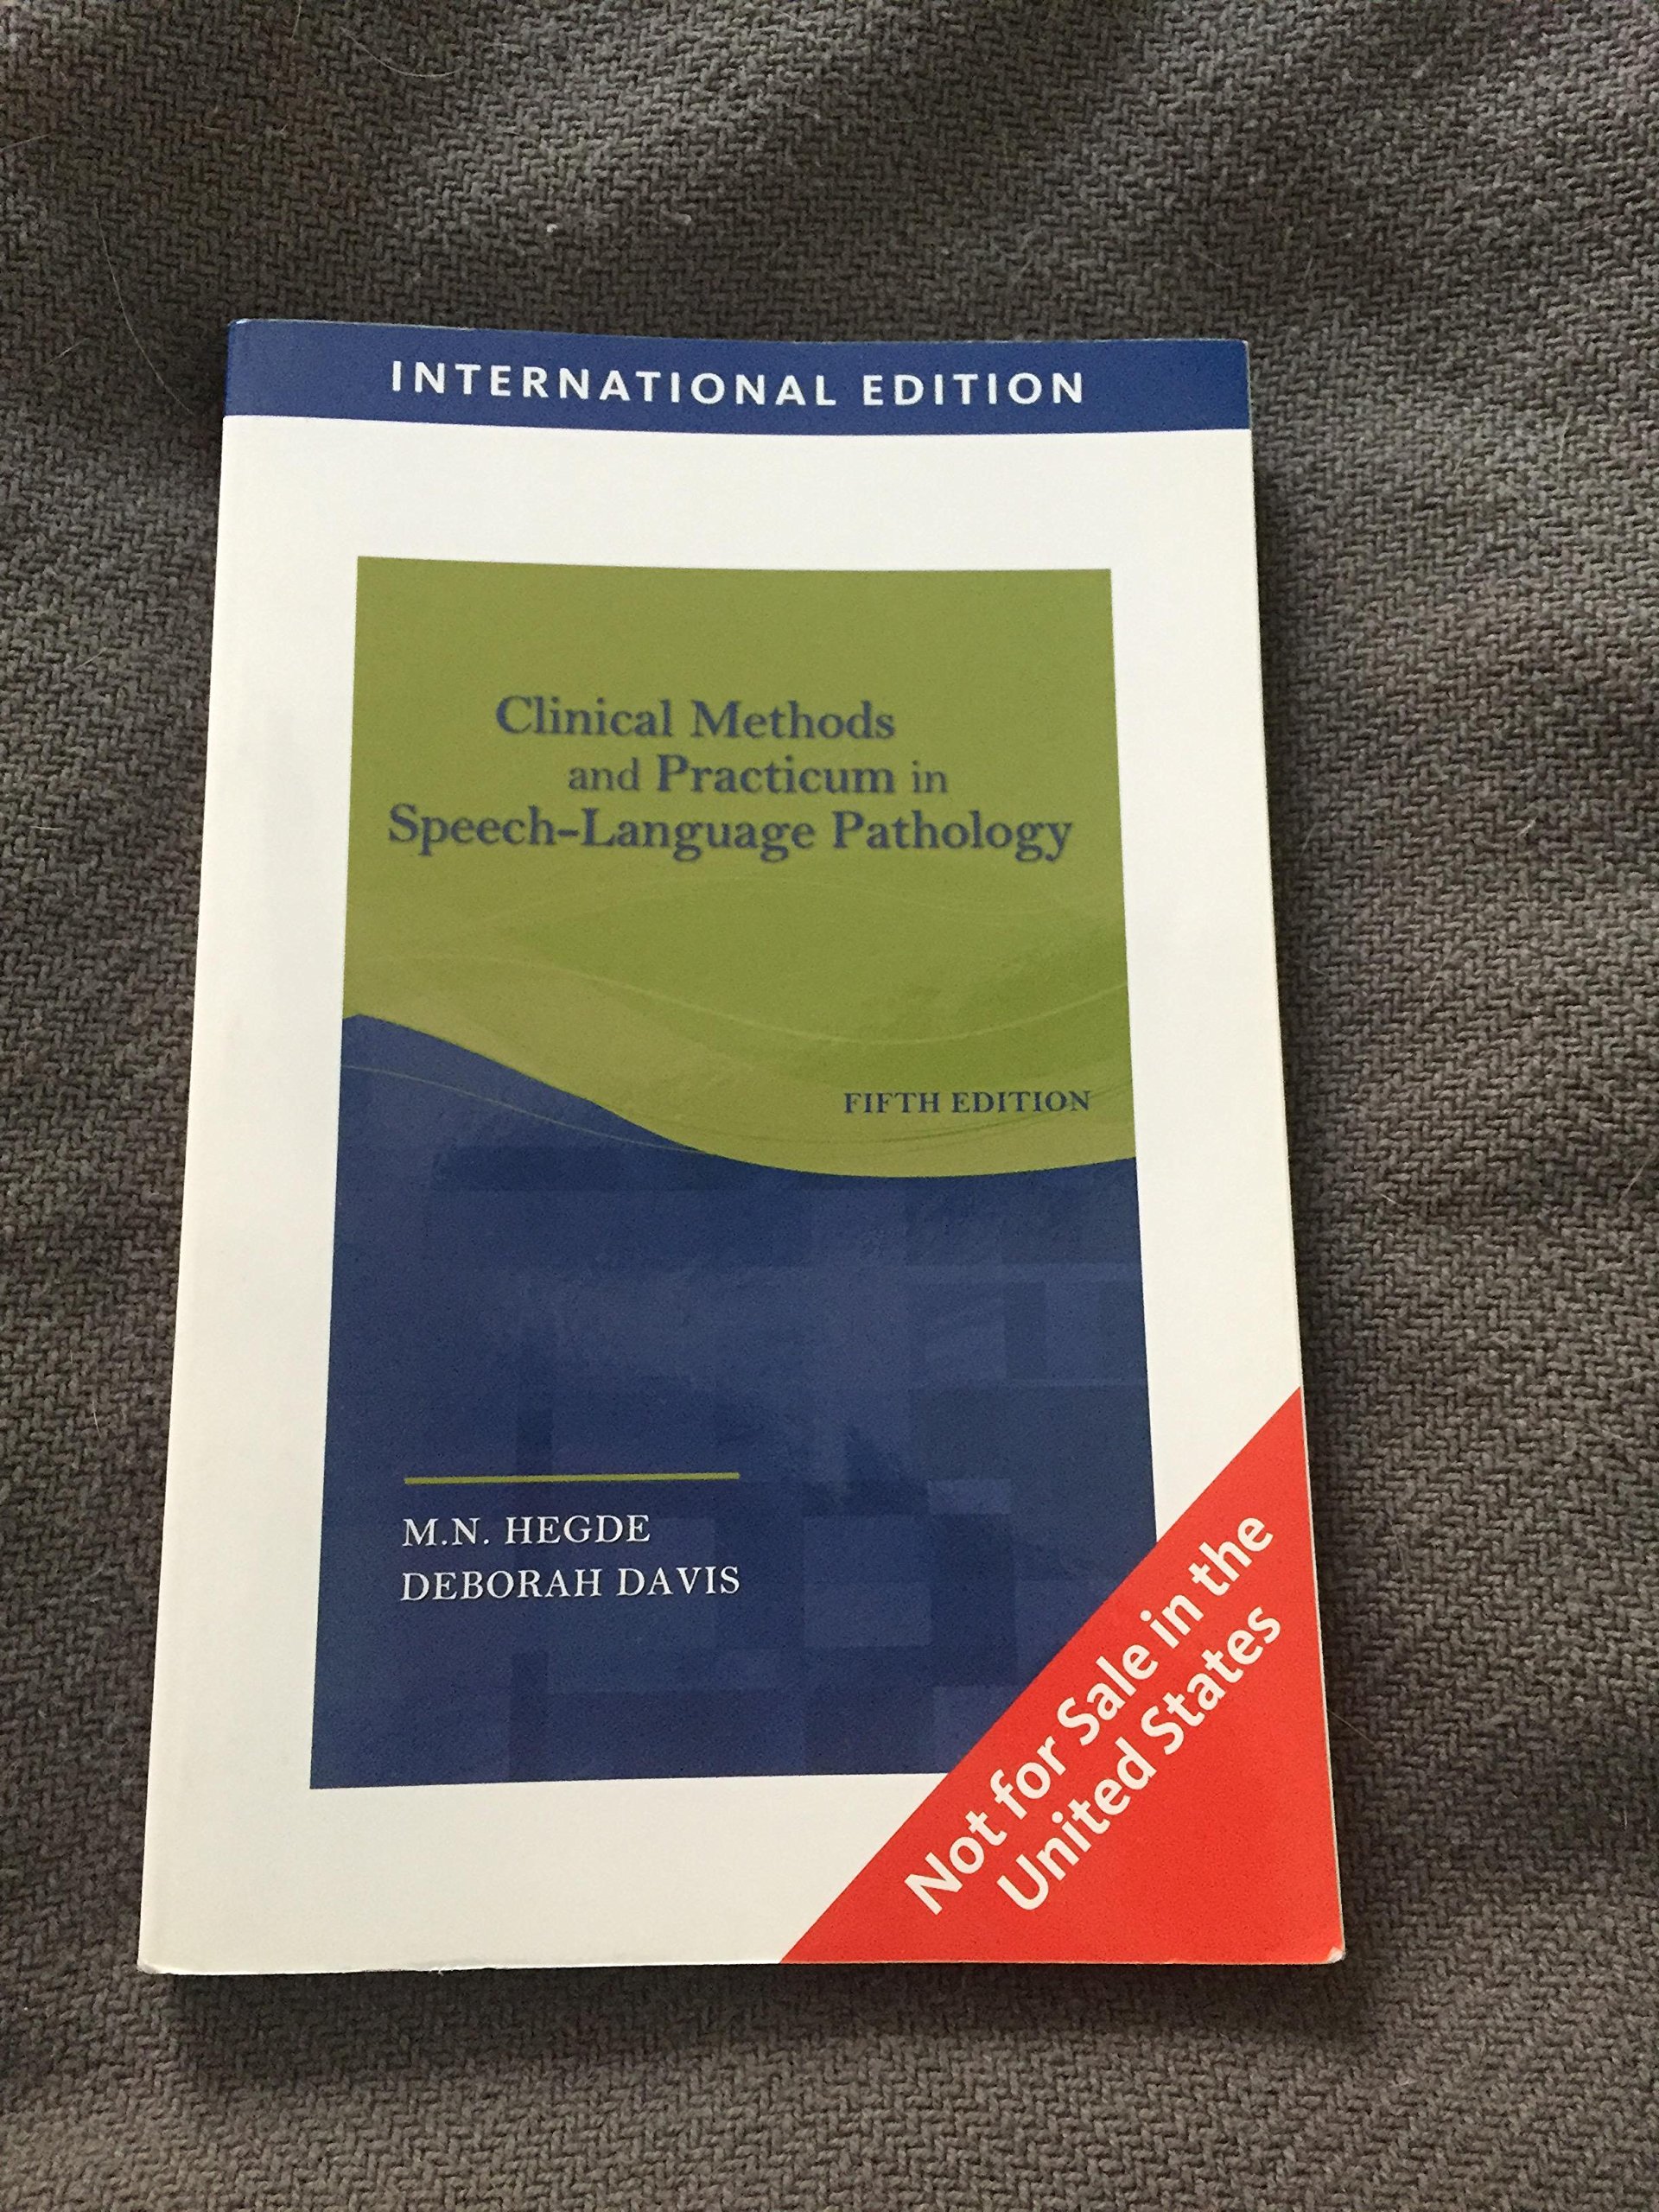 INTERNATIONAL EDITION
Clinical Methods
and Practicum in
Speech-Language Pathology
FIFTH EDITION
M.N. HEGDE
DEBORAH DAVIS
Not for Sale in the
United States